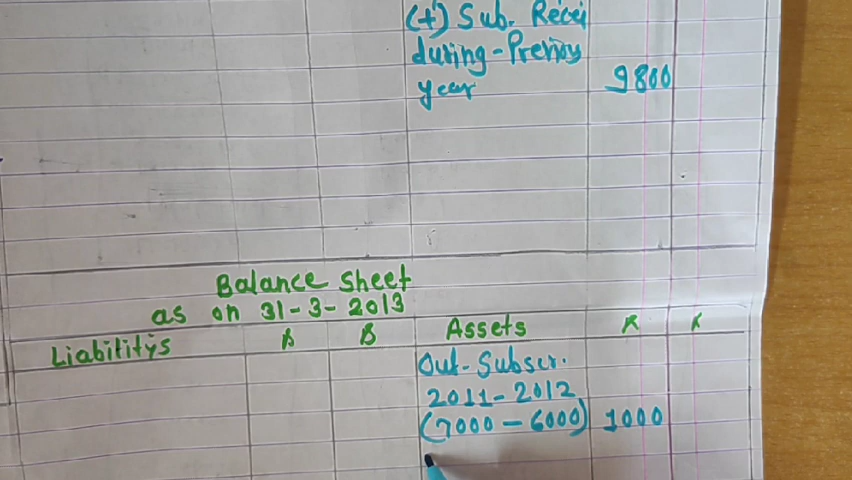 (+) Sub. Recei
during-Previoy
year 9800
Balance Sheet
as on 31-3-2013
Liabilitys Assets
Out-Subscr.
2011-2012
(7000-6000) 1000